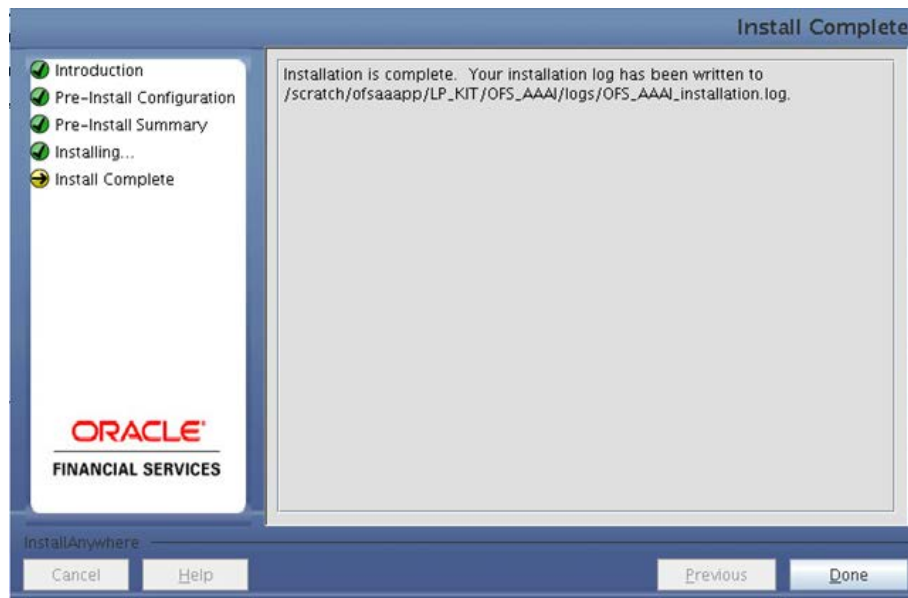 Install Complete
Introduction
Pre-Install Configuration
Pre-Install Summary
Installing...
Install Complete
Installation is complete. Your installation log has been written to
/scratch/ofsaaapp/LP_KIT/OFS_AAAI/logs/OFS_AAAI_installation.log.
ORACLE'
FINANCIAL SERVICES
InstallAnywhere
Cancel
Help
Previous
Done